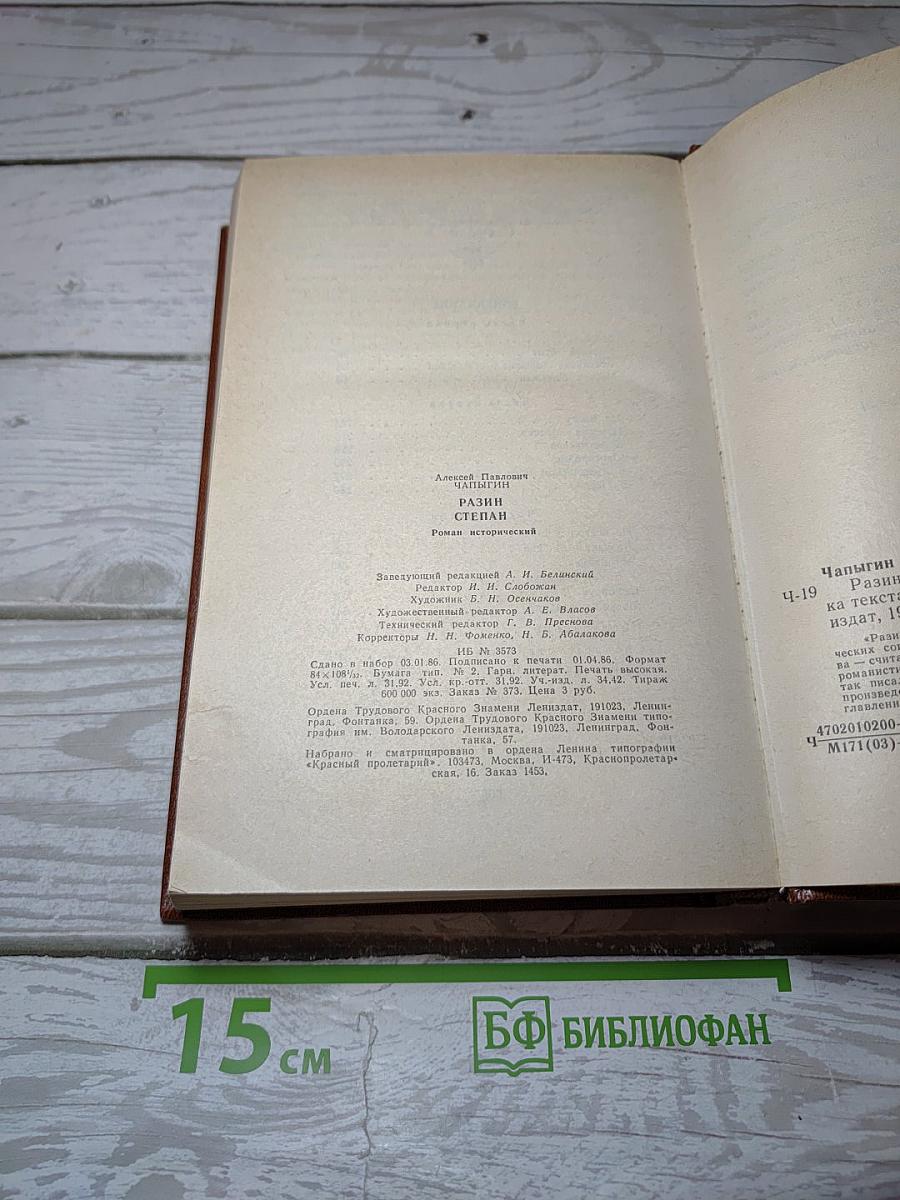 Алексей Павлович
ЧАПЫГИН
РАЗИН
СТЕПАН
Роман исторический
Заведующий редакцией А. И. Белинский
Редактор И. И. Слобожан
Художник Б. Н. Осенчаков
Художественный редактор А. Е. Власов
Технический редактор Г. В. Преснова
Корректоры Н. Н. Фоменко, Н. Б. Абалакова
ИБ № 3573
Сдано в набор 03.01.86. Подписано к печати 01.04.86. Формат
84×108¹/₃₂. Бумага тип. № 2. Гарн. литерат. Печать высокая.
Усл. печ. л. 31,92. Усл. кр.-отт. 31,92. Уч.-изд. л. 34,42. Тираж
600 000 экз. Заказ № 373. Цена 3 руб.
Ордена Трудового Красного Знамени Лениздат, 191023, Ленин-
град, Фонтанка, 59. Ордена Трудового Красного Знамени типо-
графия им. Володарского Лениздата, 191023, Ленинград, Фон-
танка, 57.
Набрано и сматрицировано в ордена Ленина типографии
«Красный пролетарий». 103473, Москва, И-473, Краснопролетар-
ская, 16. Заказ 1453.
Чапыгин
Ч-19 Разин
ка текста
издат, 19
«Рази
ческих сои
ва — счита
романисти
так писал
произведе
главлени
Ч 4702010200-
М171(03)-
15 см
БФ БИБЛИОФАН